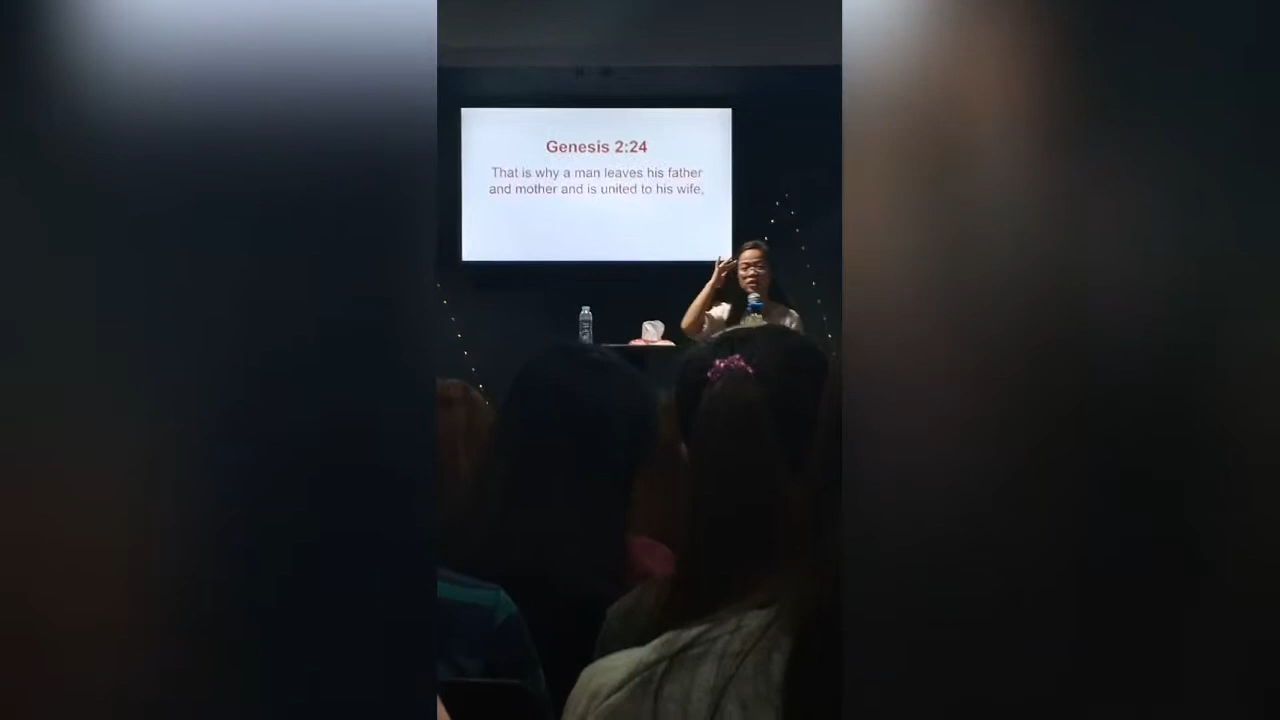 Genesis 2:24
That is why a man leaves his father
and mother and is united to his wife,